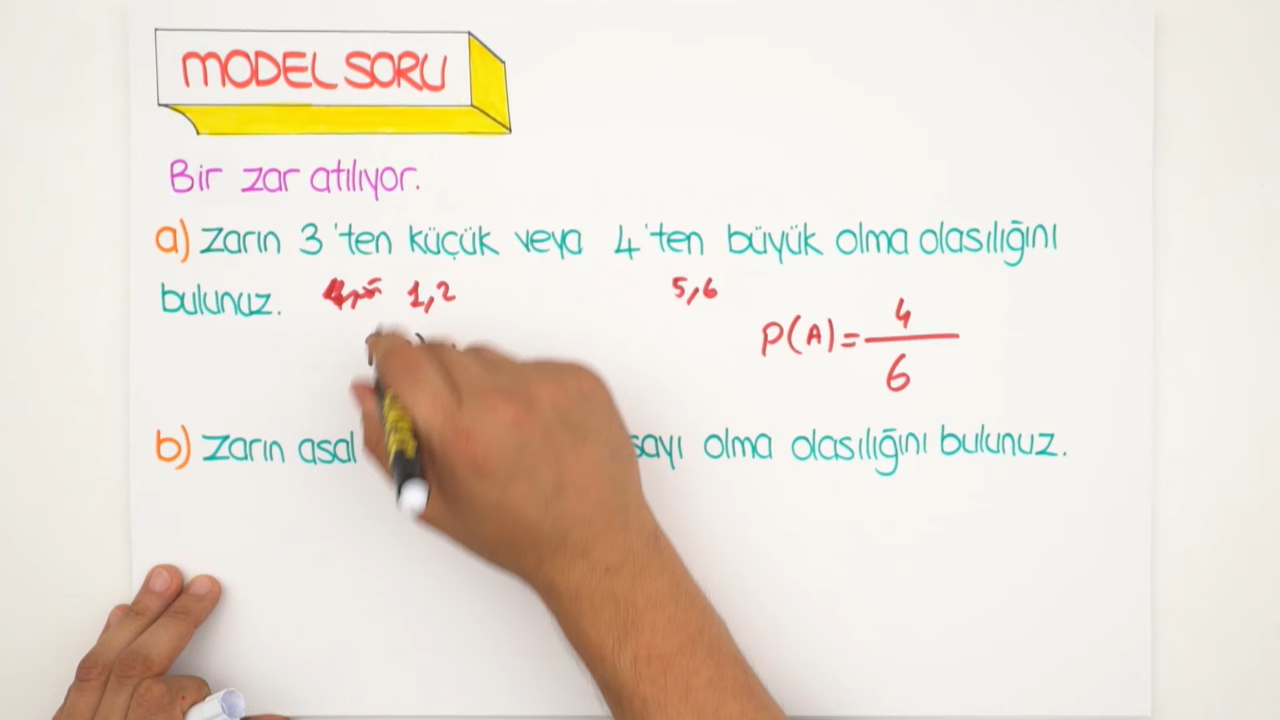 MODEL SORU
Bir zar atılıyor.
a) Zarın 3'ten küçük veya 4'ten büyük olma olasılığını
bulunuz. 1,2 5,6
P(A)= 4/6
b) Zarın asal sayı olma olasılığını bulunuz.